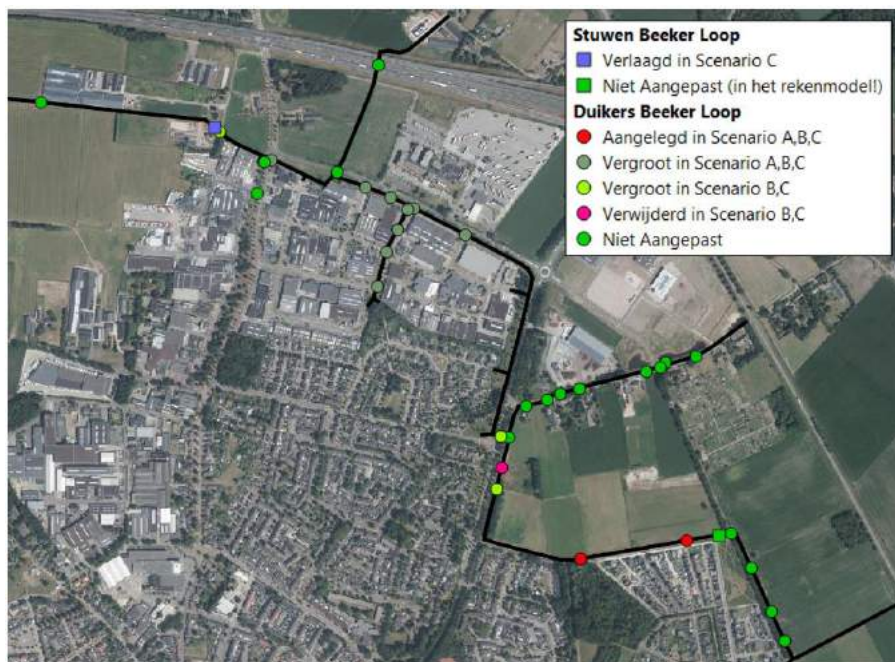 Stuwen Beeker Loop
Verlaagd in Scenario C
Niet Aangepast (in het rekenmodel!)
Duikers Beeker Loop
Aangelegd in Scenario A,B,C
Vergroot in Scenario A,B,C
Vergroot in Scenario B,C
Verwijderd in Scenario B,C
Niet Aangepast